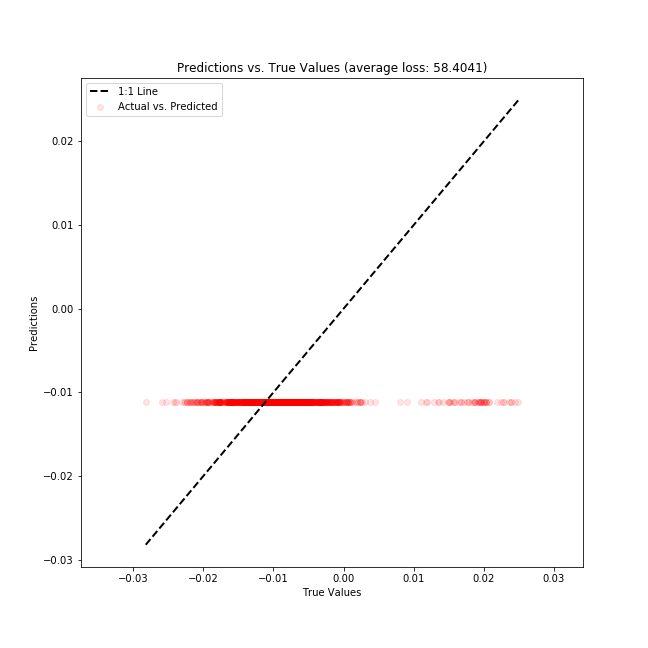 Predictions vs. True Values (average loss: 58.4041)
1:1 Line
Actual vs. Predicted
0.02
0.01
0.00
−0.01
−0.02
−0.03
Predictions
−0.03 −0.02 −0.01 0.00 0.01 0.02 0.03
True Values